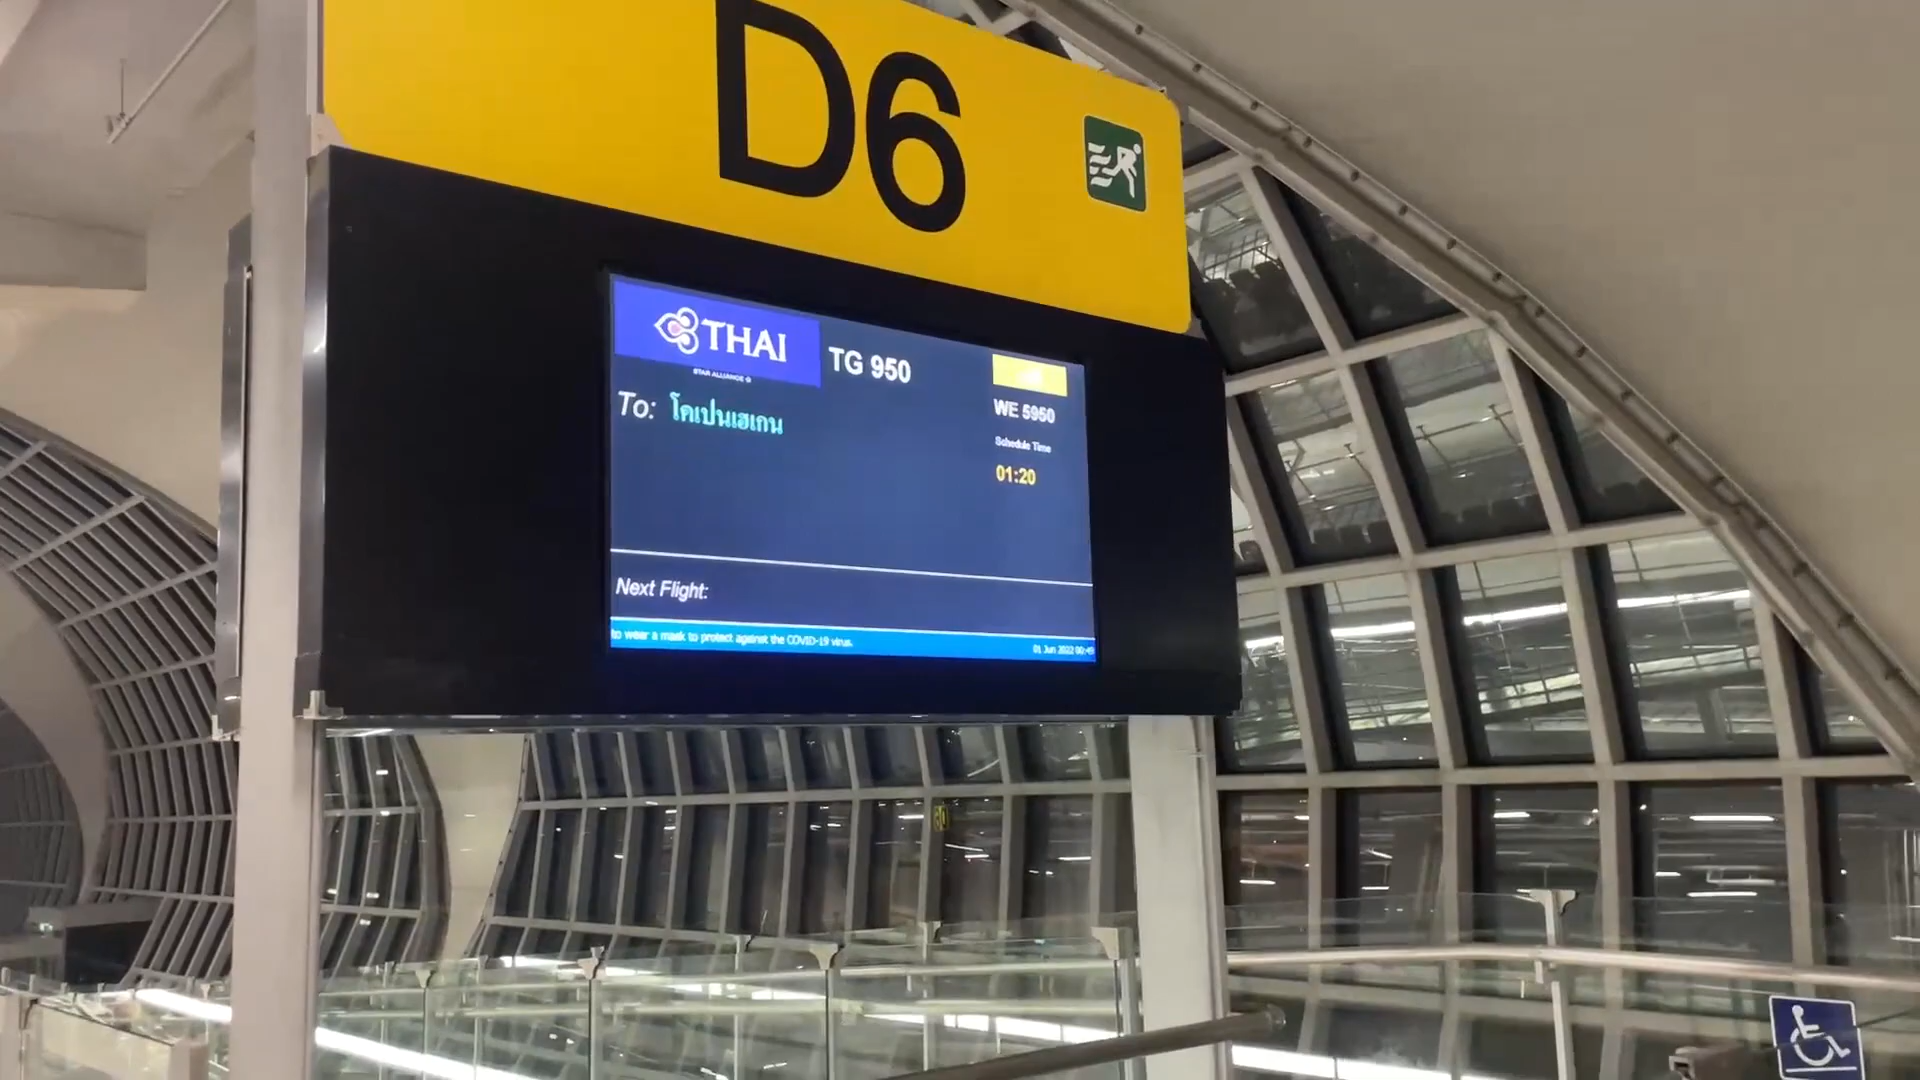 D6
THAI
STAR ALLIANCE
TG 950
WE 5950
To: โคเปนเฮเกน
Schedule Time
01:20
Next Flight:
to wear a mask to protect against the COVID-19 virus.
01 Jun 2022 00:49